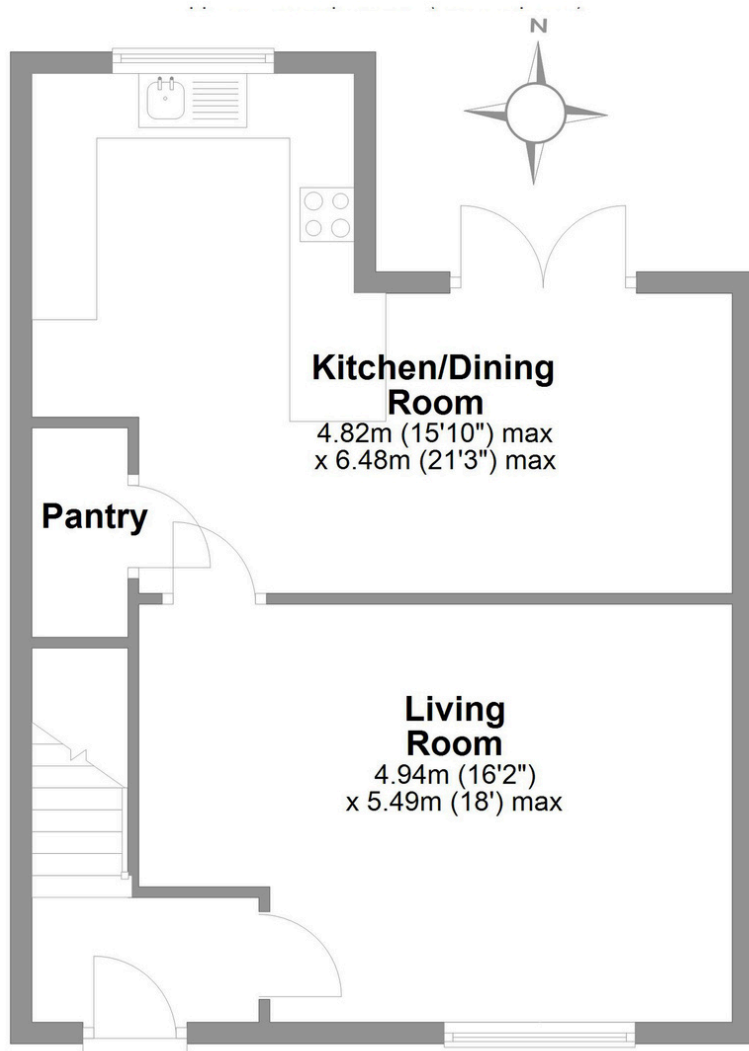 N
Kitchen/Dining
Room
4.82m (15'10") max
x 6.48m (21'3") max
Pantry
Living
Room
4.94m (16'2")
x 5.49m (18') max